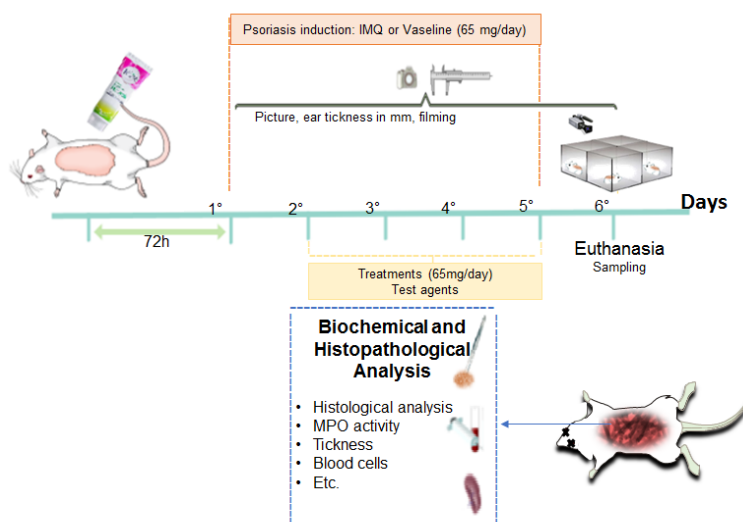 Psoriasis induction: IMQ or Vaseline (65 mg/day)
Picture, ear tickness in mm, filming
Days
1°
2°
3°
4°
5°
6°
72h
Euthanasia
Sampling
Treatments (65mg/day)
Test agents
Biochemical and
Histopathological
Analysis
• Histological analysis
• MPO activity
• Tickness
• Blood cells
• Etc.